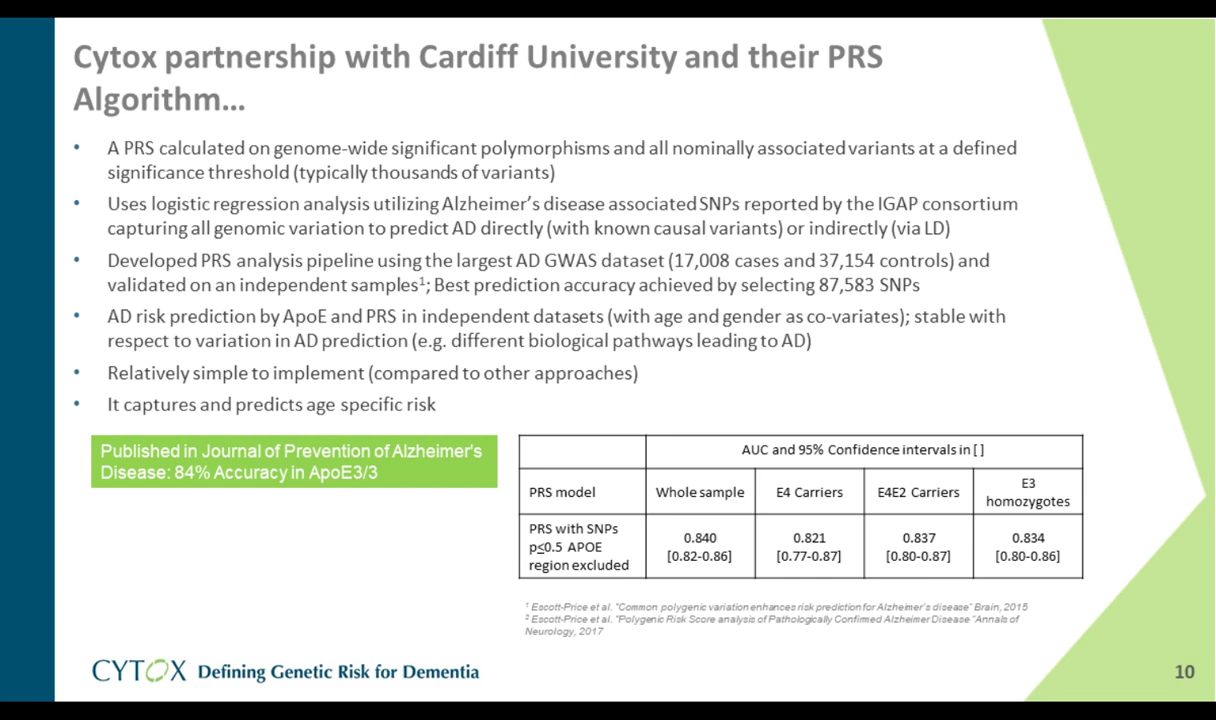 Cytox partnership with Cardiff University and their PRS
Algorithm...
• A PRS calculated on genome-wide significant polymorphisms and all nominally associated variants at a defined
significance threshold (typically thousands of variants)
• Uses logistic regression analysis utilizing Alzheimer's disease associated SNPs reported by the IGAP consortium
capturing all genomic variation to predict AD directly (with known causal variants) or indirectly (via LD)
• Developed PRS analysis pipeline using the largest AD GWAS dataset (17,008 cases and 37,154 controls) and
validated on an independent samples¹; Best prediction accuracy achieved by selecting 87,583 SNPs
• AD risk prediction by ApoE and PRS in independent datasets (with age and gender as co-variates); stable with
respect to variation in AD prediction (e.g. different biological pathways leading to AD)
• Relatively simple to implement (compared to other approaches)
• It captures and predicts age specific risk
Published in Journal of Prevention of Alzheimer's
Disease: 84% Accuracy in ApoE3/3
AUC and 95% Confidence intervals in [ ]
PRS model
Whole sample
E4 Carriers
E4E2 Carriers
E3
homozygotes
PRS with SNPs
p≤0.5 APOE
region excluded
0.840
[0.82-0.86]
0.821
[0.77-0.87]
0.837
[0.80-0.87]
0.834
[0.80-0.86]
¹ Escott-Price et al. "Common polygenic variation enhances risk prediction for Alzheimer's disease" Brain, 2015
² Escott-Price et al. "Polygenic Risk Score analysis of Pathologically Confirmed Alzheimer Disease "Annals of
Neurology, 2017
CYTOX Defining Genetic Risk for Dementia
10